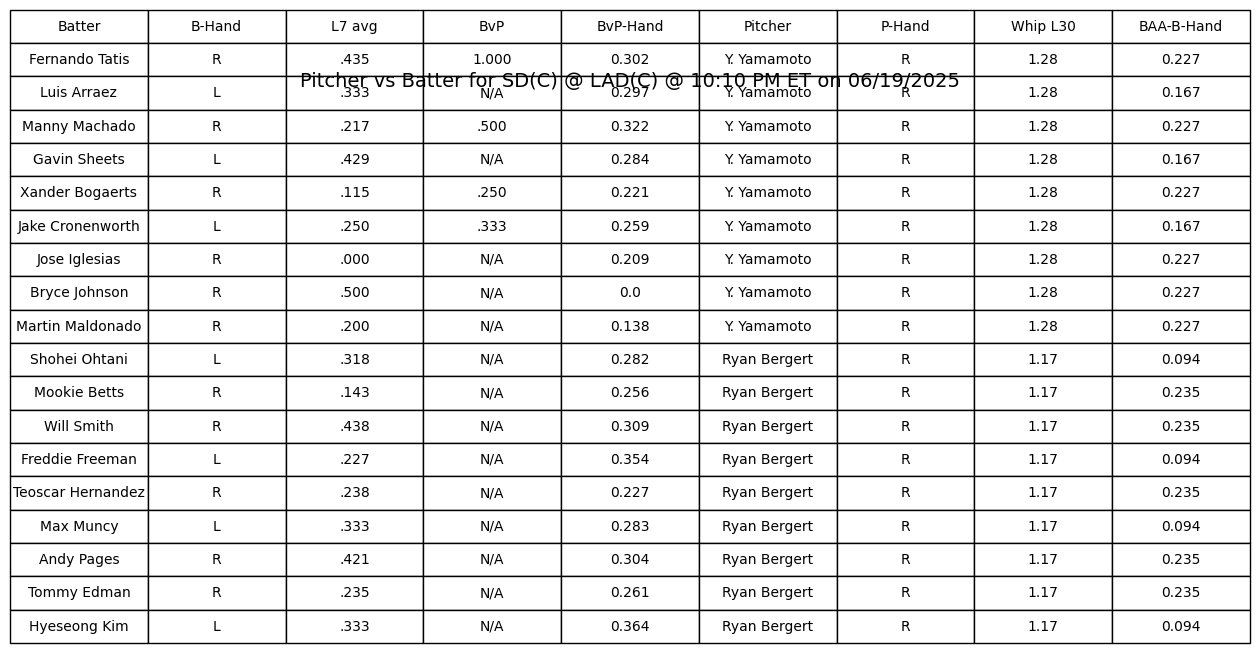 Batter B-Hand L7 avg BvP BvP-Hand Pitcher P-Hand Whip L30 BAA-B-Hand
Fernando Tatis R .435 1.000 0.302 Y. Yamamoto R 1.28 0.227
Pitcher vs Batter for SD(C) @ LAD(C) @ 10:10 PM ET on 06/19/2025
Luis Arraez L .333 N/A 0.297 Y. Yamamoto R 1.28 0.167
Manny Machado R .217 .500 0.322 Y. Yamamoto R 1.28 0.227
Gavin Sheets L .429 N/A 0.284 Y. Yamamoto R 1.28 0.167
Xander Bogaerts R .115 .250 0.221 Y. Yamamoto R 1.28 0.227
Jake Cronenworth L .250 .333 0.259 Y. Yamamoto R 1.28 0.167
Jose Iglesias R .000 N/A 0.209 Y. Yamamoto R 1.28 0.227
Bryce Johnson R .500 N/A 0.0 Y. Yamamoto R 1.28 0.227
Martin Maldonado R .200 N/A 0.138 Y. Yamamoto R 1.28 0.227
Shohei Ohtani L .318 N/A 0.282 Ryan Bergert R 1.17 0.094
Mookie Betts R .143 N/A 0.256 Ryan Bergert R 1.17 0.235
Will Smith R .438 N/A 0.309 Ryan Bergert R 1.17 0.235
Freddie Freeman L .227 N/A 0.354 Ryan Bergert R 1.17 0.094
Teoscar Hernandez R .238 N/A 0.227 Ryan Bergert R 1.17 0.235
Max Muncy L .333 N/A 0.283 Ryan Bergert R 1.17 0.094
Andy Pages R .421 N/A 0.304 Ryan Bergert R 1.17 0.235
Tommy Edman R .235 N/A 0.261 Ryan Bergert R 1.17 0.235
Hyeseong Kim L .333 N/A 0.364 Ryan Bergert R 1.17 0.094